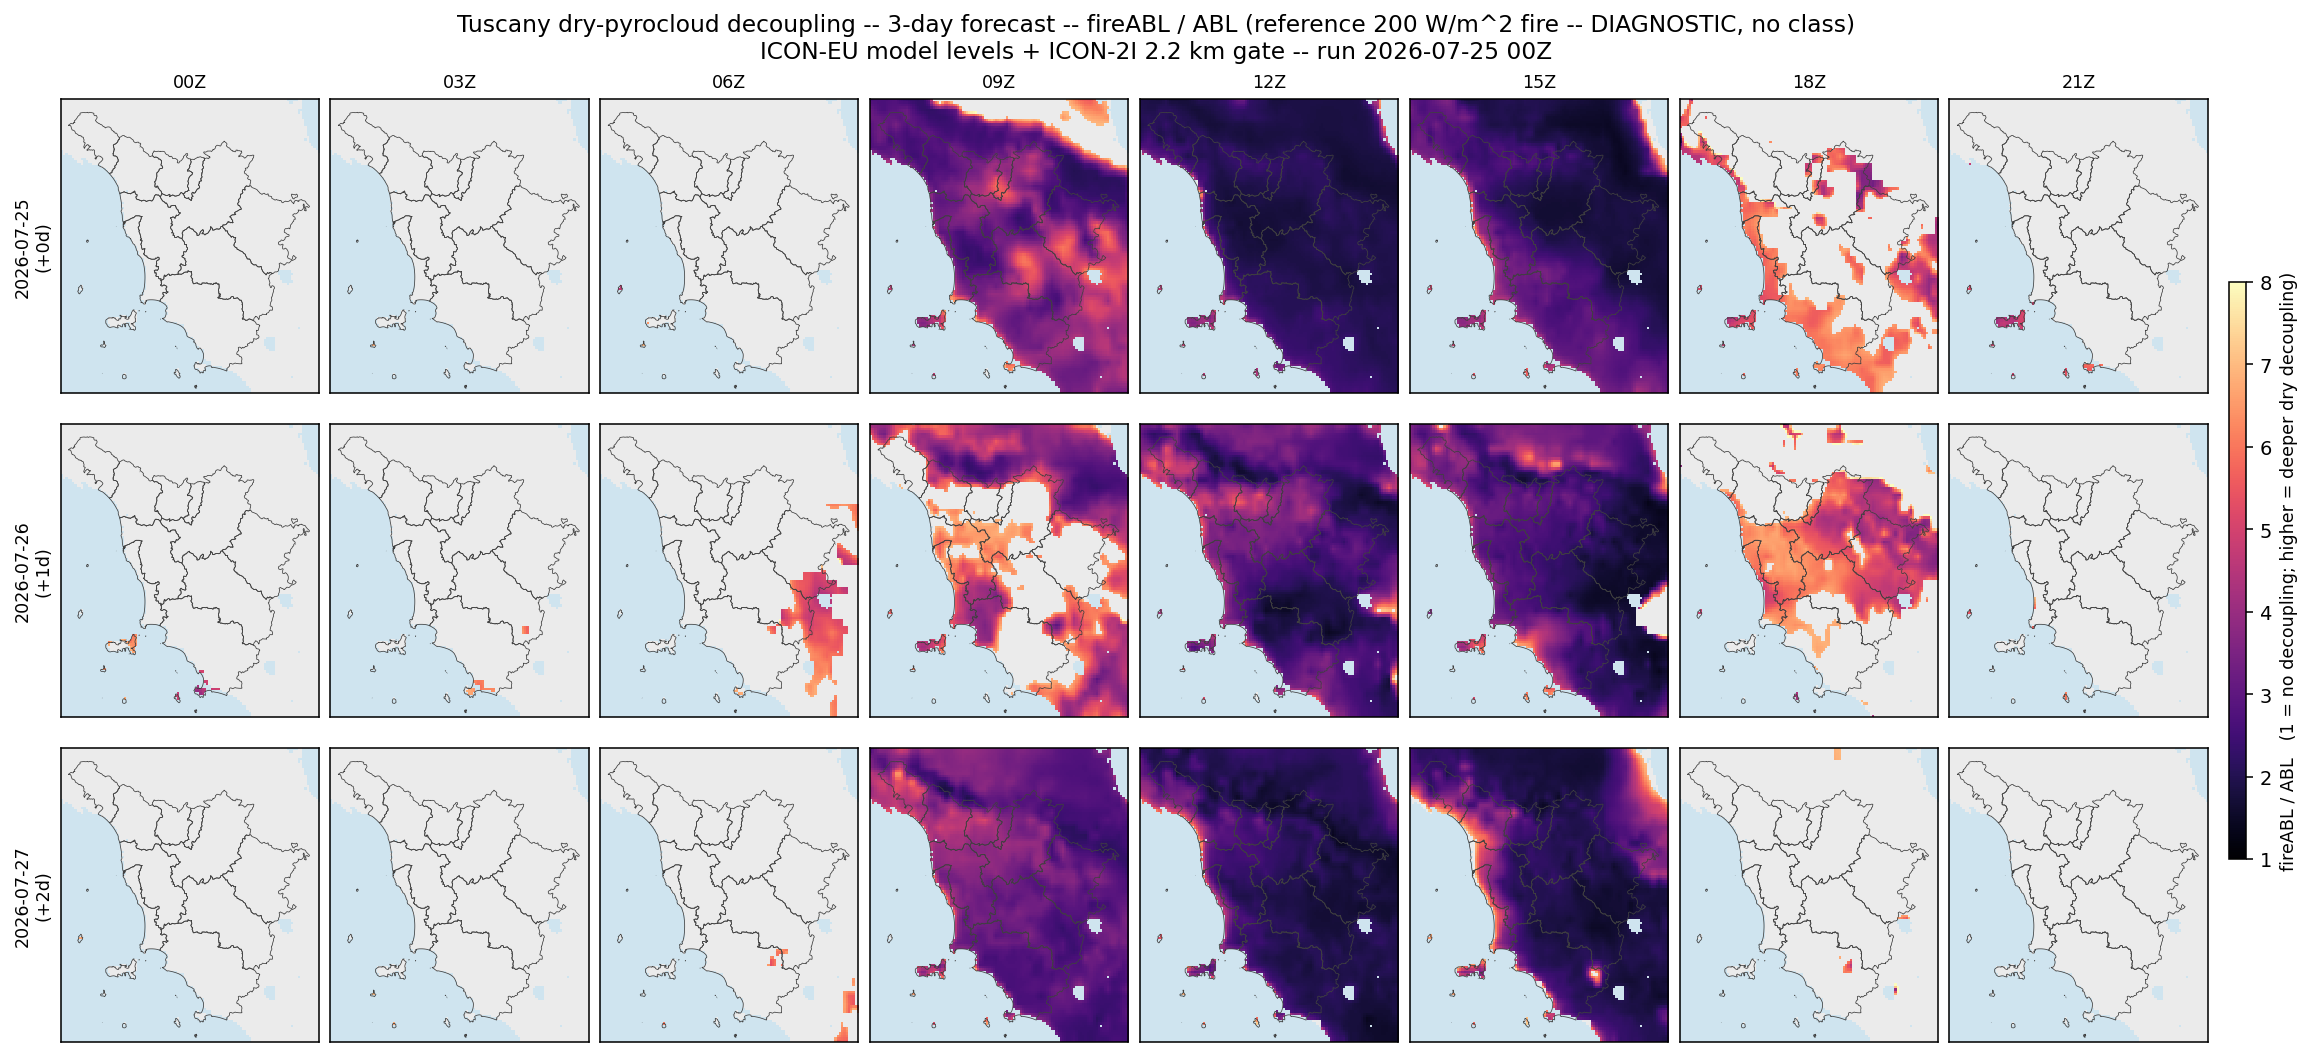 Tuscany dry-pyrocloud decoupling -- 3-day forecast -- fireABL / ABL (reference 200 W/m^2 fire -- DIAGNOSTIC, no class)
ICON-EU model levels + ICON-2I 2.2 km gate -- run 2026-07-25 00Z
00Z
03Z
06Z
09Z
12Z
15Z
18Z
21Z
2026-07-25
(+0d)
2026-07-26
(+1d)
2026-07-27
(+2d)
8
7
6
5
4
3
2
1
fireABL / ABL (1 = no decoupling; higher = deeper dry decoupling)